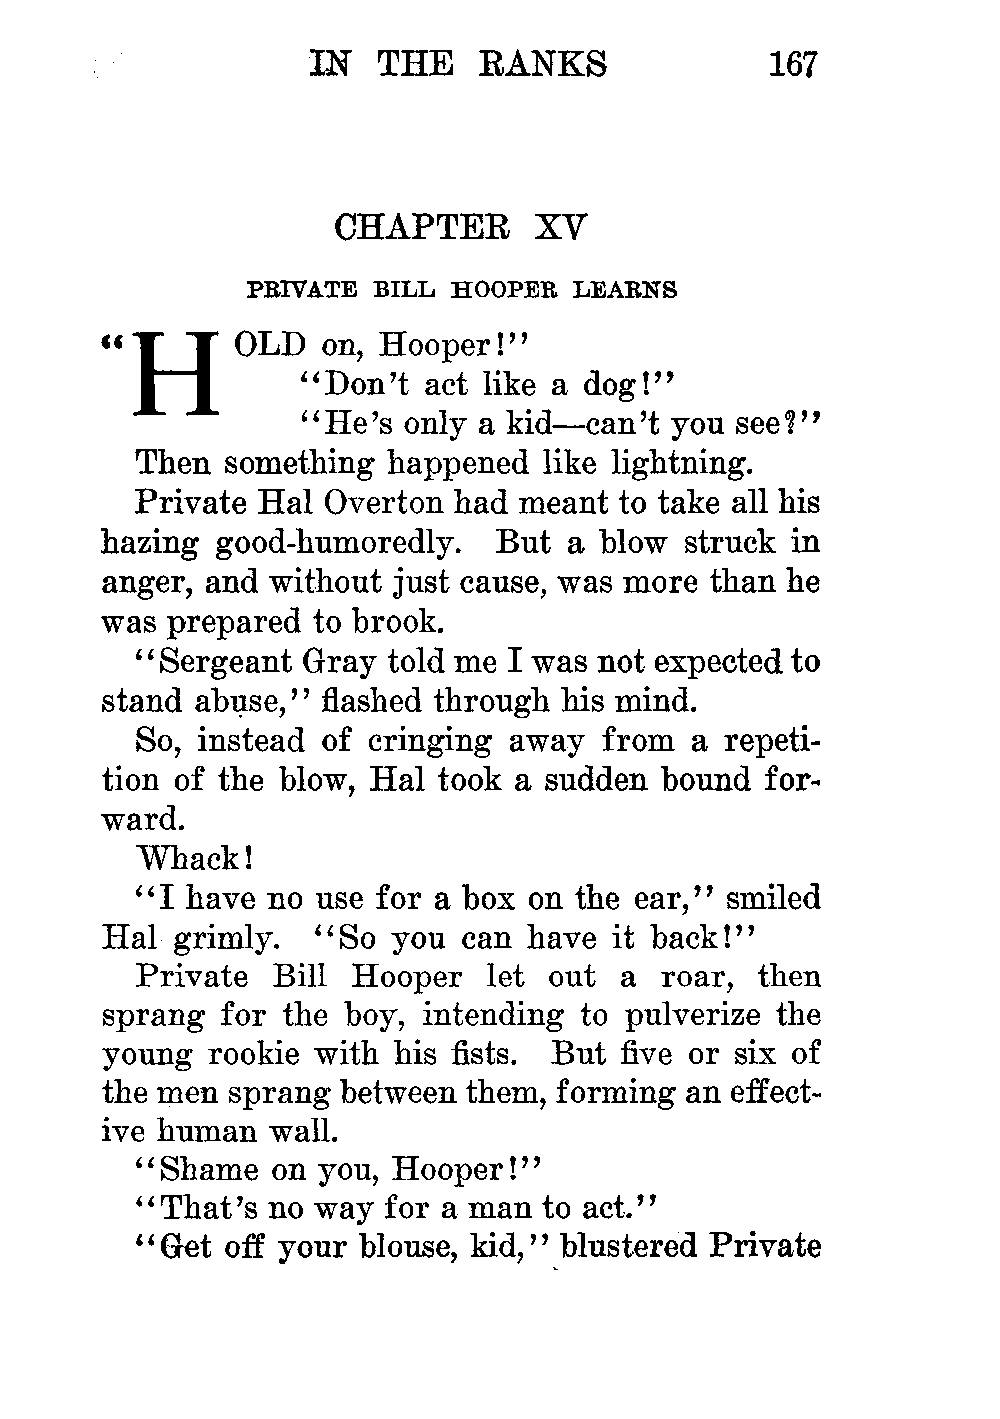 IN THE RANKS 167
CHAPTER XV
PRIVATE BILL HOOPER LEARNS
“HOLD on, Hooper!”
“Don’t act like a dog!”
“He’s only a kid—can’t you see?”
Then something happened like lightning.
Private Hal Overton had meant to take all his
hazing good-humoredly. But a blow struck in
anger, and without just cause, was more than he
was prepared to brook.
“Sergeant Gray told me I was not expected to
stand abuse,” flashed through his mind.
So, instead of cringing away from a repeti-
tion of the blow, Hal took a sudden bound for-
ward.
Whack!
“I have no use for a box on the ear,” smiled
Hal grimly. “So you can have it back!”
Private Bill Hooper let out a roar, then
sprang for the boy, intending to pulverize the
young rookie with his fists. But five or six of
the men sprang between them, forming an effect-
ive human wall.
“Shame on you, Hooper!”
“That’s no way for a man to act.”
“Get off your blouse, kid,” blustered Private